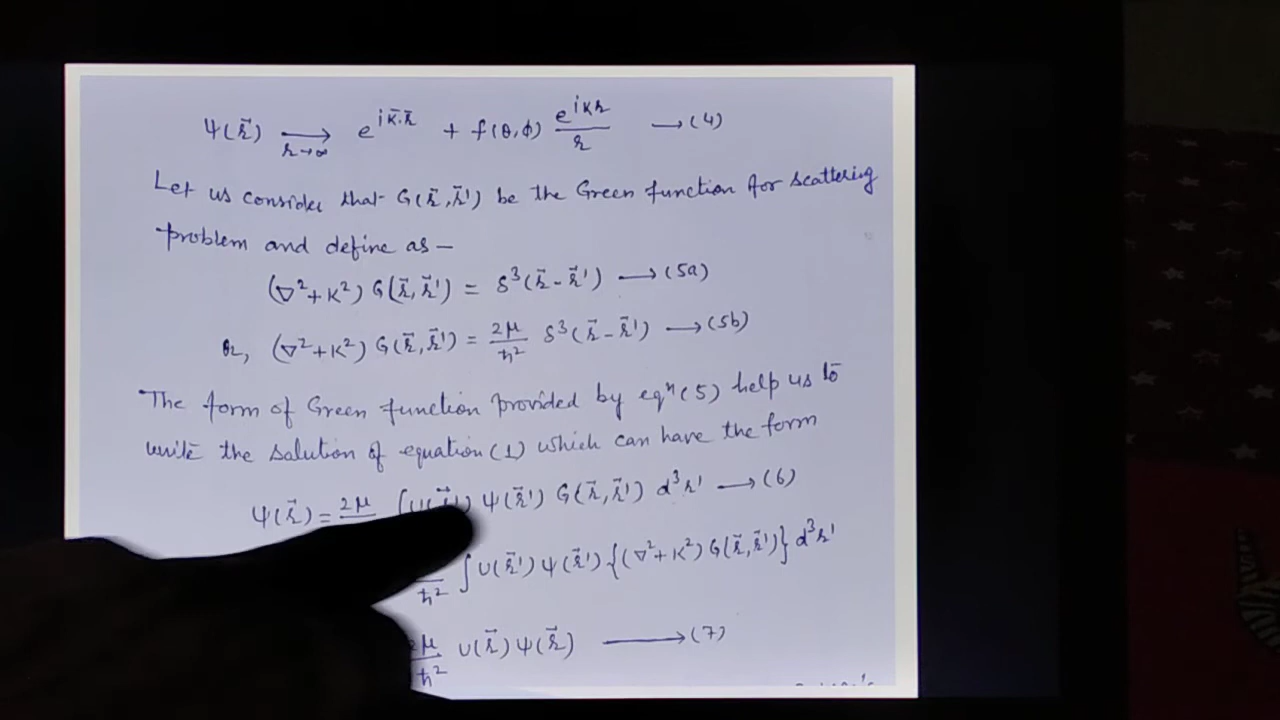 ψ(r⃗) ⟶ r→∞ e^{ik̄.r̄} + f(θ,φ) e^{ikr}/r ⟶(4)
Let us consider that G(r⃗,r⃗') be the Green function for scattering
problem and define as —
(∇²+K²) G(r⃗,r⃗') = δ³(r⃗-r⃗') ⟶(5a)
or, (∇²+K²) G(r⃗,r⃗') = 2μ/ħ² δ³(r⃗-r⃗') ⟶(5b)
The form of Green function provided by eqⁿ(5) help us to
write the solution of equation (1) which can have the form
ψ(r⃗) = 2μ ∫U(r⃗') ψ(r⃗') G(r⃗,r⃗') d³r' ⟶(6)
ħ² ∫U(r⃗') ψ(r⃗') {(∇²+K²) G(r⃗,r⃗')} d³r'
2μ/ħ² U(r⃗) ψ(r⃗) ⟶(7)